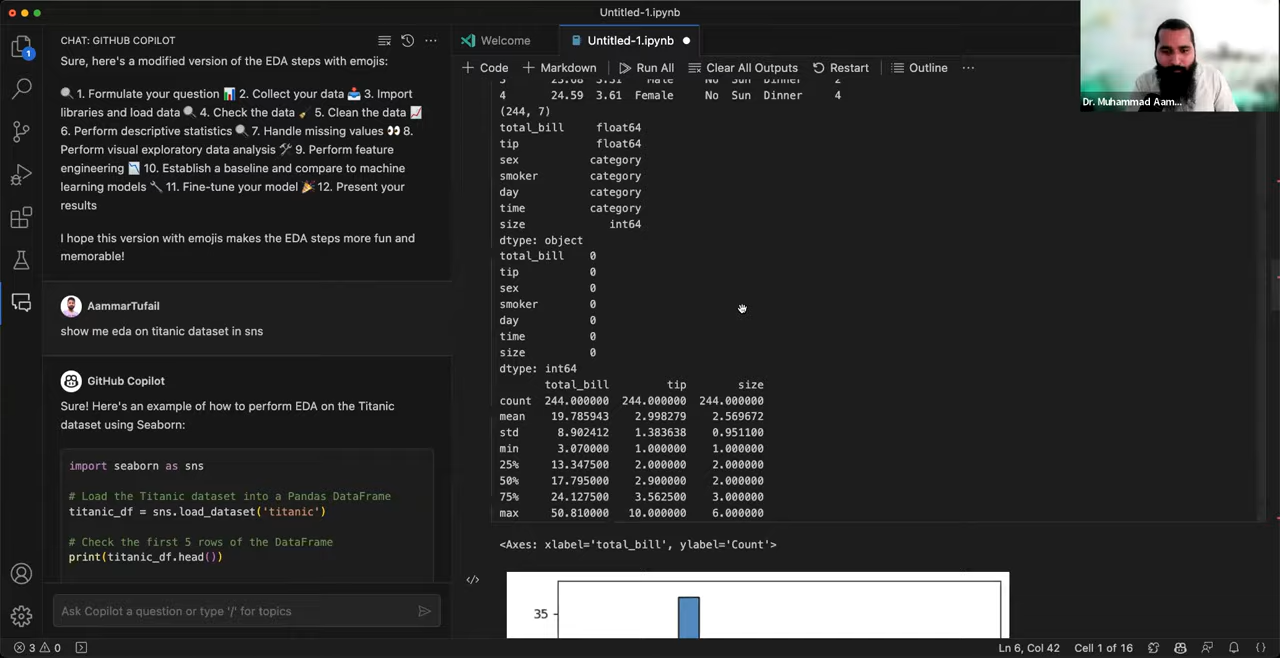 Untitled-1.ipynb
CHAT: GITHUB COPILOT
Sure, here's a modified version of the EDA steps with emojis:
🔍 1. Formulate your question 📊 2. Collect your data 📥 3. Import
libraries and load data 🔍 4. Check the data 🧹 5. Clean the data 📈
6. Perform descriptive statistics 🔍 7. Handle missing values 👀 8.
Perform visual exploratory data analysis 🛠 9. Perform feature
engineering 📉 10. Establish a baseline and compare to machine
learning models 🔧 11. Fine-tune your model 🎉 12. Present your
results
I hope this version with emojis makes the EDA steps more fun and
memorable!
AammarTufail
show me eda on titanic dataset in sns
GitHub Copilot
Sure! Here's an example of how to perform EDA on the Titanic
dataset using Seaborn:
import seaborn as sns
# Load the Titanic dataset into a Pandas DataFrame
titanic_df = sns.load_dataset('titanic')
# Check the first 5 rows of the DataFrame
print(titanic_df.head())
Ask Copilot a question or type '/' for topics
1
Welcome
Untitled-1.ipynb
+ Code + Markdown Run All Clear All Outputs Restart Outline ...
3 23.68 3.31 Male No Sun Dinner 2
4 24.59 3.61 Female No Sun Dinner 4
(244, 7)
total_bill float64
tip float64
sex category
smoker category
day category
time category
size int64
dtype: object
total_bill 0
tip 0
sex 0
smoker 0
day 0
time 0
size 0
dtype: int64
total_bill tip size
count 244.000000 244.000000 244.000000
mean 19.785943 2.998279 2.569672
std 8.902412 1.383638 0.951100
min 3.070000 1.000000 1.000000
25% 13.347500 2.000000 2.000000
50% 17.795000 2.900000 2.000000
75% 24.127500 3.562500 3.000000
max 50.810000 10.000000 6.000000
<Axes: xlabel='total_bill', ylabel='Count'>
</>
35
Dr. Muhammad Aam...
3 0
Ln 6, Col 42 Cell 1 of 16